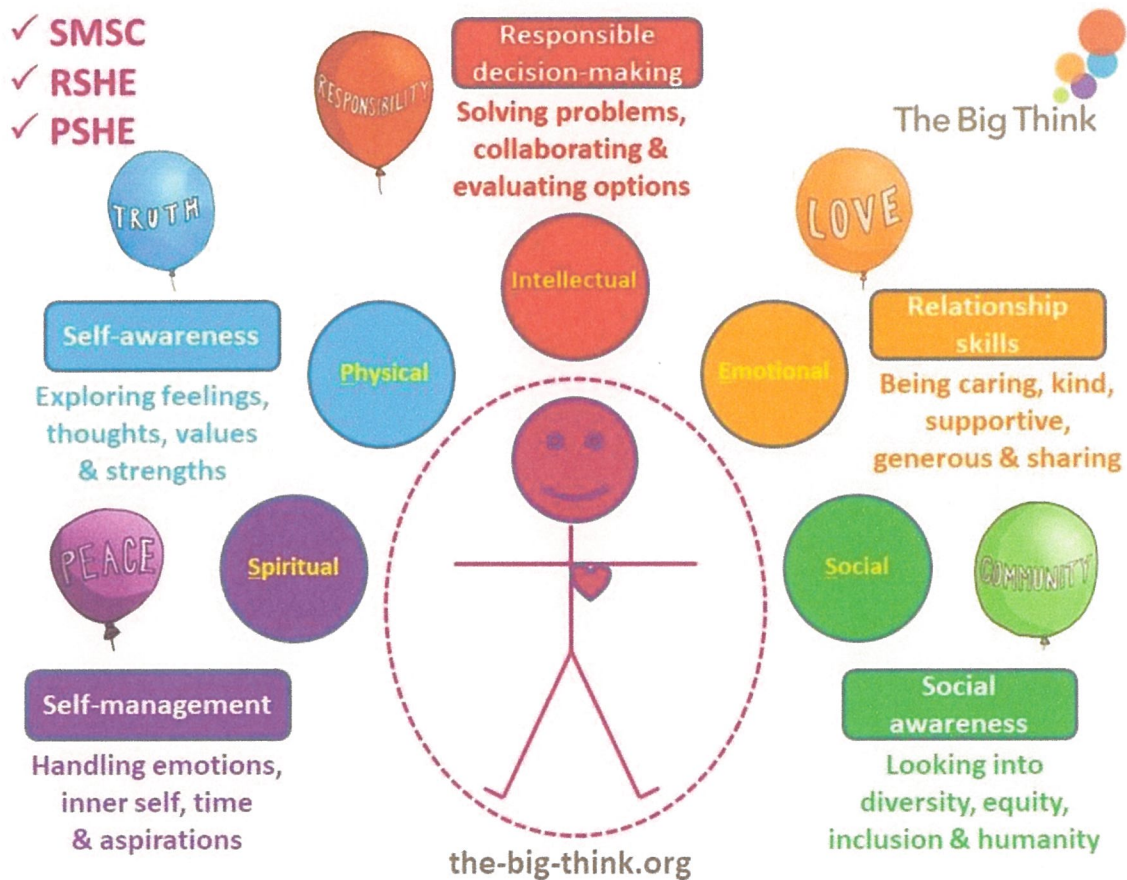 ✓ SMSC
✓ RSHE
✓ PSHE
RESPONSIBILITY
Responsible
decision-making
Solving problems,
collaborating &
evaluating options
The Big Think
TRUTH
LOVE
Intellectual
Self-awareness
Exploring feelings,
thoughts, values
& strengths
Physical
Emotional
Relationship
skills
Being caring, kind,
supportive,
generous & sharing
PEACE
Spiritual
Social
COMMUNITY
Self-management
Handling emotions,
inner self, time
& aspirations
Social
awareness
Looking into
diversity, equity,
inclusion & humanity
the-big-think.org